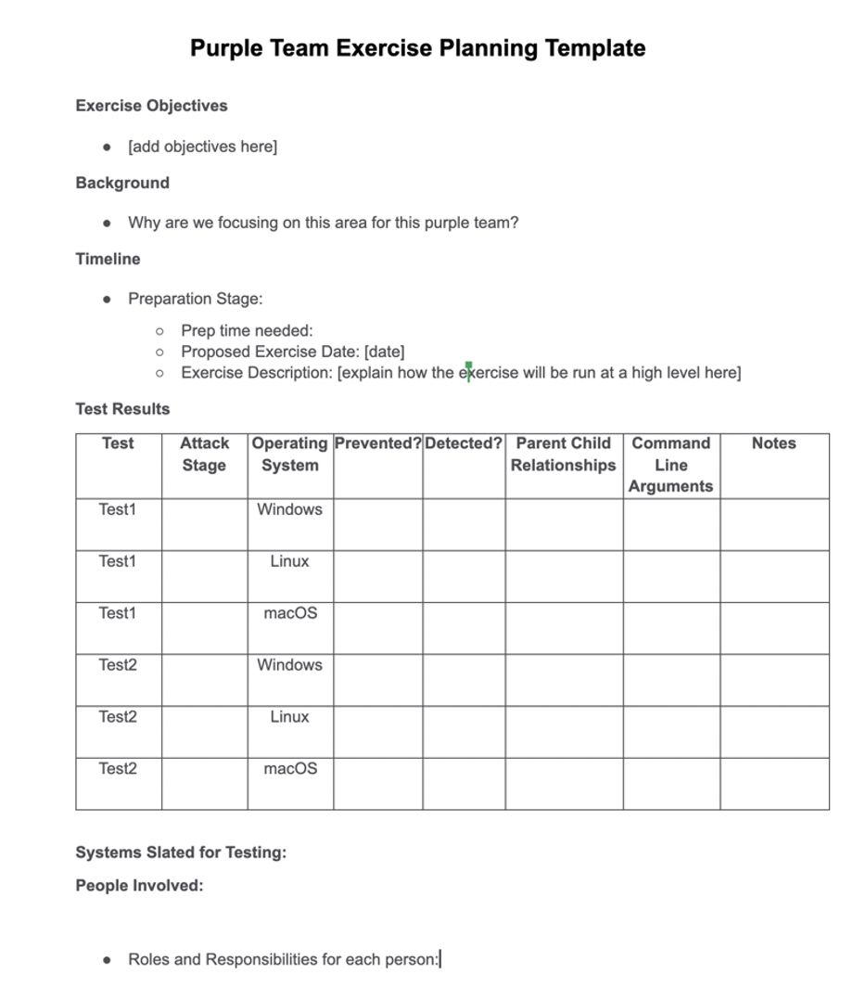 Purple Team Exercise Planning Template
Exercise Objectives
● [add objectives here]
Background
● Why are we focusing on this area for this purple team?
Timeline
● Preparation Stage:
○ Prep time needed:
○ Proposed Exercise Date: [date]
○ Exercise Description: [explain how the exercise will be run at a high level here]
Test Results
Test Attack Stage Operating System Prevented? Detected? Parent Child Relationships Command Line Arguments Notes
Test1 Windows
Test1 Linux
Test1 macOS
Test2 Windows
Test2 Linux
Test2 macOS
Systems Slated for Testing:
People Involved:
● Roles and Responsibilities for each person: